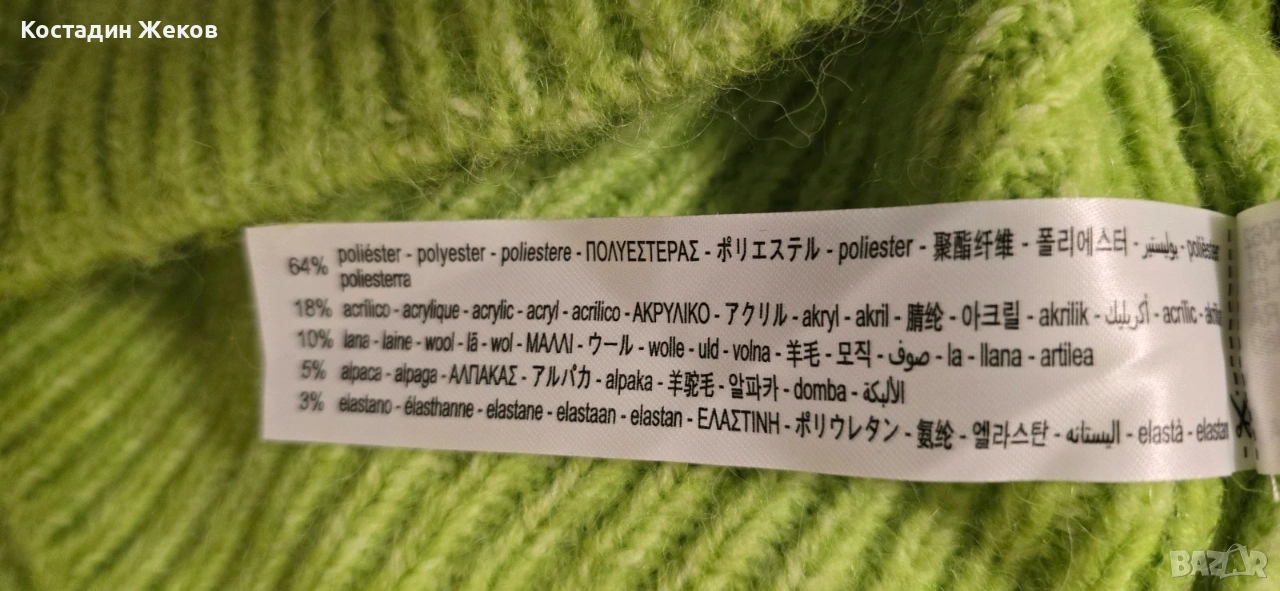 Костадин Жеков
64% poliéster - polyester - poliestere - ΠΟΛΥΕΣΤΕΡΑΣ - ポリエステル - poliester - 聚酯纤维 - 폴리에스터 - بوليستير - polièster
poliesterra
18% acrílico - acrylique - acrylic - acryl - acrilico - ΑΚΡΥΛΙΚΟ - アクリル - akryl - akril - 腈纶 - 아크릴 - akrilik - أكريليك - acrílic -
10% lana - laine - wool - lã - wol - ΜΑΛΛΙ - ウール - wolle - uld - volna - 羊毛 - 모직 - صوف - la - llana - artilea
5% alpaca - alpaga - ΑΛΠΑΚΑΣ - アルパカ - alpaka - 羊驼毛 - 알파카 - domba - الألبكة
3% elastano - élasthanne - elastane - elastaan - elastan - ΕΛΑΣΤΙΝΗ - ポリウレタン - 氨纶 - 엘라스탄 - اليستانه - elastà - elastan
BAZAR